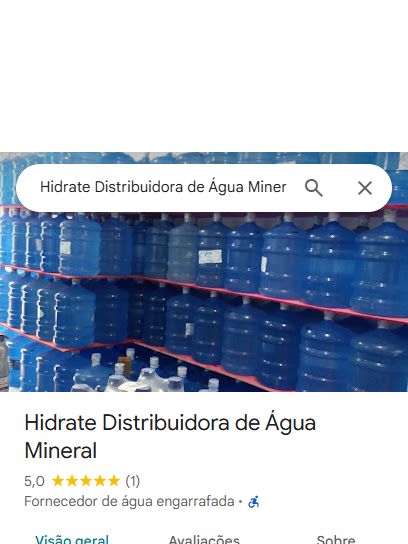 Hidrate Distribuidora de Água Miner
Hidrate Distribuidora de Água
Mineral
5,0 (1)
Fornecedor de água engarrafada ·
Visão geral Avaliações Sobre